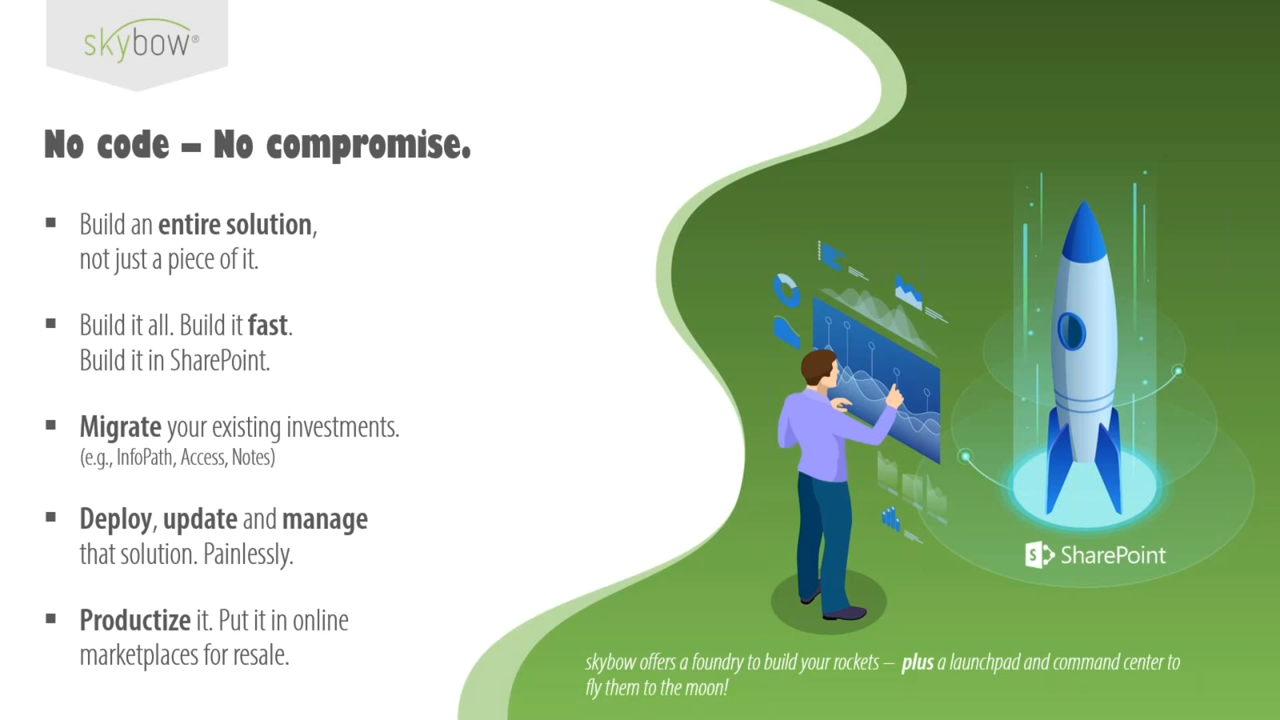 skybow®
No code – No compromise.
▪ Build an entire solution,
not just a piece of it.
▪ Build it all. Build it fast.
Build it in SharePoint.
▪ Migrate your existing investments.
(e.g., InfoPath, Access, Notes)
▪ Deploy, update and manage
that solution. Painlessly.
▪ Productize it. Put it in online
marketplaces for resale.
S SharePoint
skybow offers a foundry to build your rockets – plus a launchpad and command center to
fly them to the moon!